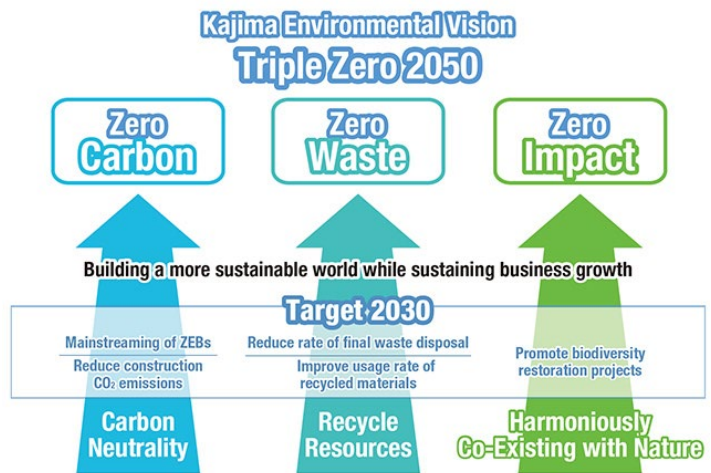 Kajima Environmental Vision
Triple Zero 2050
Zero
Carbon
Zero
Waste
Zero
Impact
Building a more sustainable world while sustaining business growth
Target 2030
Mainstreaming of ZEBs
Reduce construction
CO₂ emissions
Reduce rate of final waste disposal
Improve usage rate of
recycled materials
Promote biodiversity
restoration projects
Carbon
Neutrality
Recycle
Resources
Harmoniously
Co-Existing with Nature